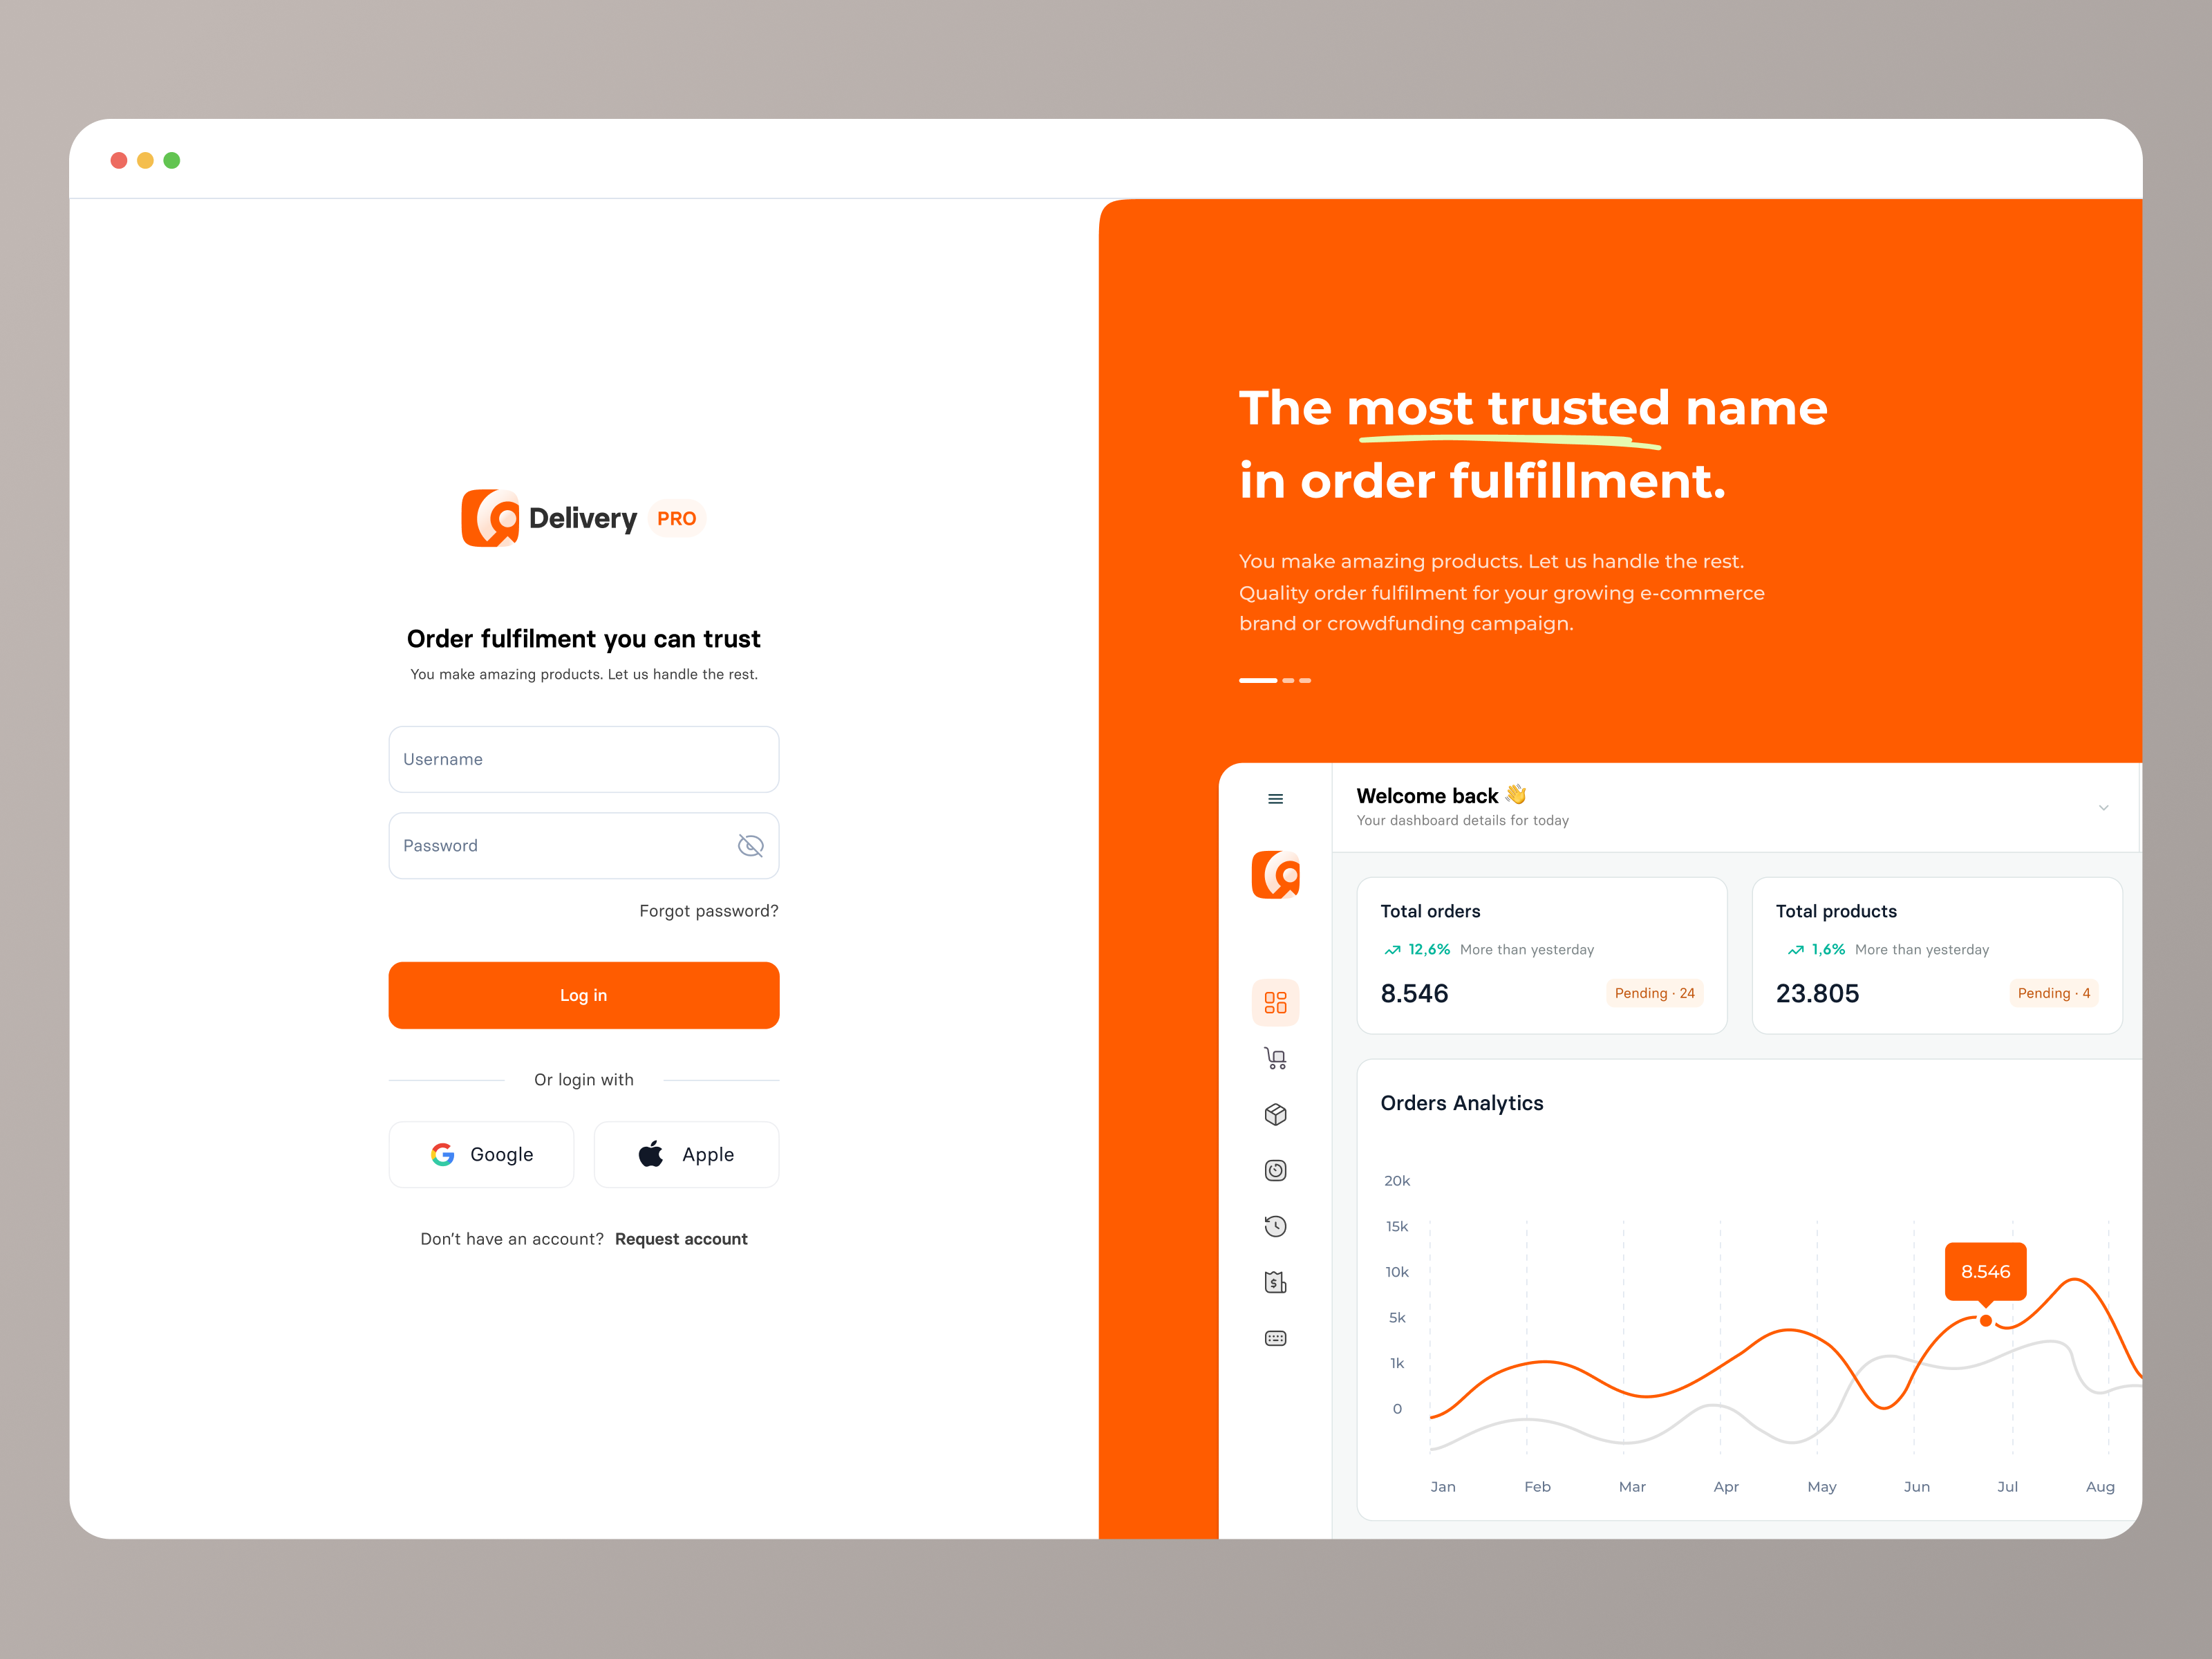 Delivery PRO
Order fulfilment you can trust
You make amazing products. Let us handle the rest.
Username
Password
Forgot password?
Log in
Or login with
Google
Apple
Don't have an account? Request account
The most trusted name
in order fulfillment.
You make amazing products. Let us handle the rest.
Quality order fulfilment for your growing e-commerce
brand or crowdfunding campaign.
Welcome back 👋
Your dashboard details for today
Total orders
12,6% More than yesterday
8.546
Pending · 24
Total products
1,6% More than yesterday
23.805
Pending · 4
Orders Analytics
20k
15k
10k
5k
1k
0
8.546
Jan Feb Mar Apr May Jun Jul Aug